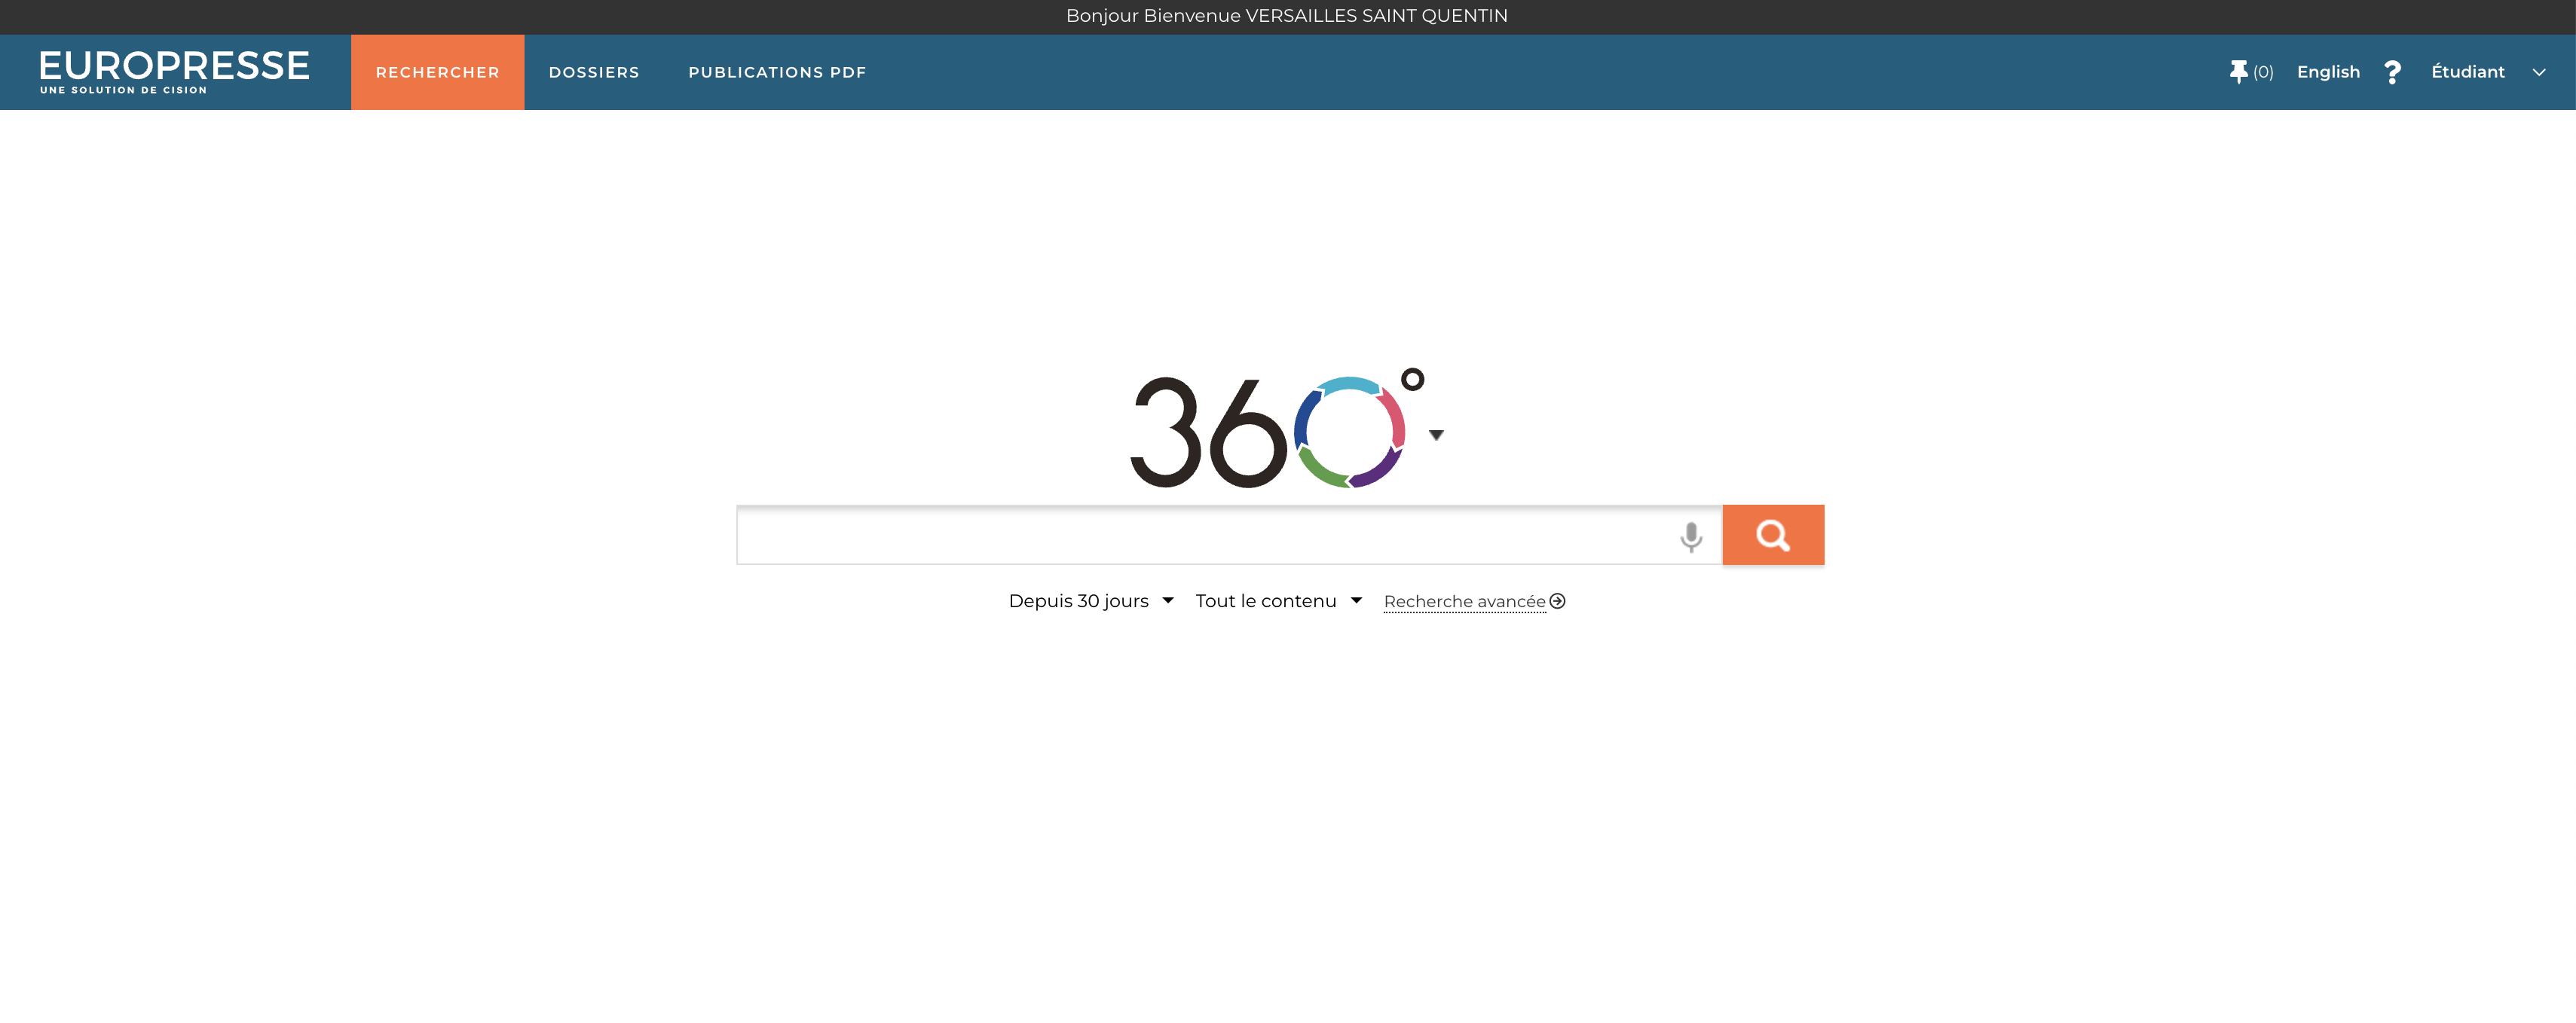 Bonjour Bienvenue VERSAILLES SAINT QUENTIN
EUROPRESSE
UNE SOLUTION DE CISION
RECHERCHER
DOSSIERS
PUBLICATIONS PDF
(0)
English
?
Étudiant
360°
Depuis 30 jours
Tout le contenu
Recherche avancée